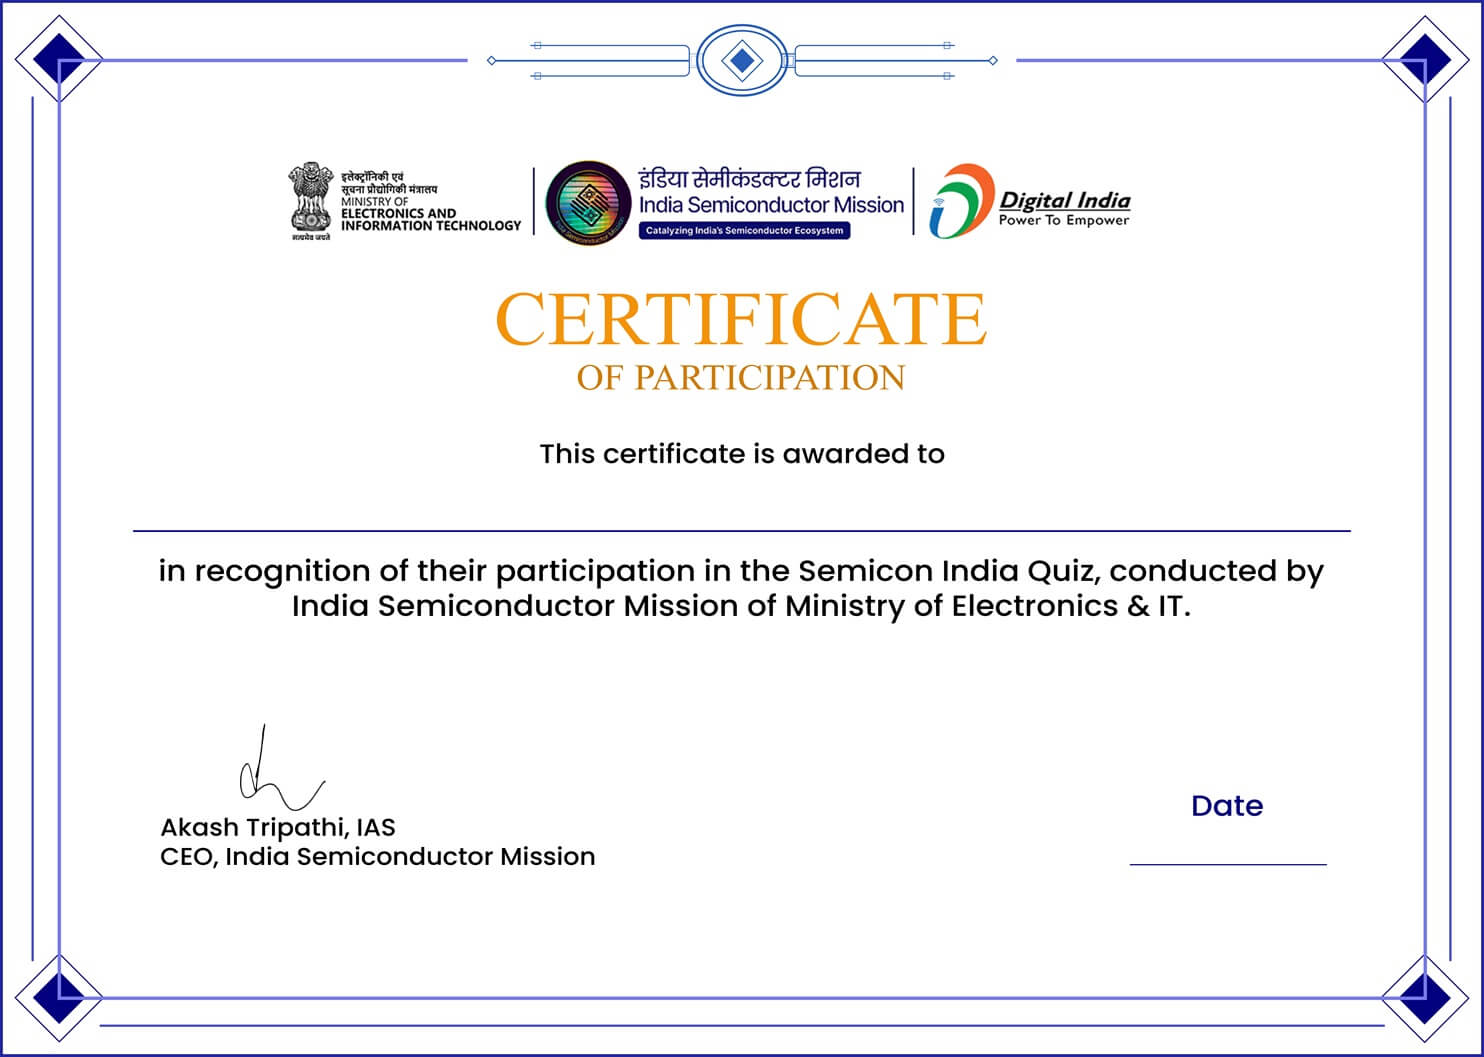 इलेक्ट्रॉनिकी एवं
सूचना प्रौद्योगिकी मंत्रालय
MINISTRY OF
ELECTRONICS AND
INFORMATION TECHNOLOGY
सत्यमेव जयते
इंडिया सेमीकंडक्टर मिशन
India Semiconductor Mission
Catalyzing India's Semiconductor Ecosystem
India Semiconductor Mission
Digital India
Power To Empower
CERTIFICATE
OF PARTICIPATION
This certificate is awarded to
in recognition of their participation in the Semicon India Quiz, conducted by
India Semiconductor Mission of Ministry of Electronics & IT.
Akash Tripathi, IAS
CEO, India Semiconductor Mission
Date